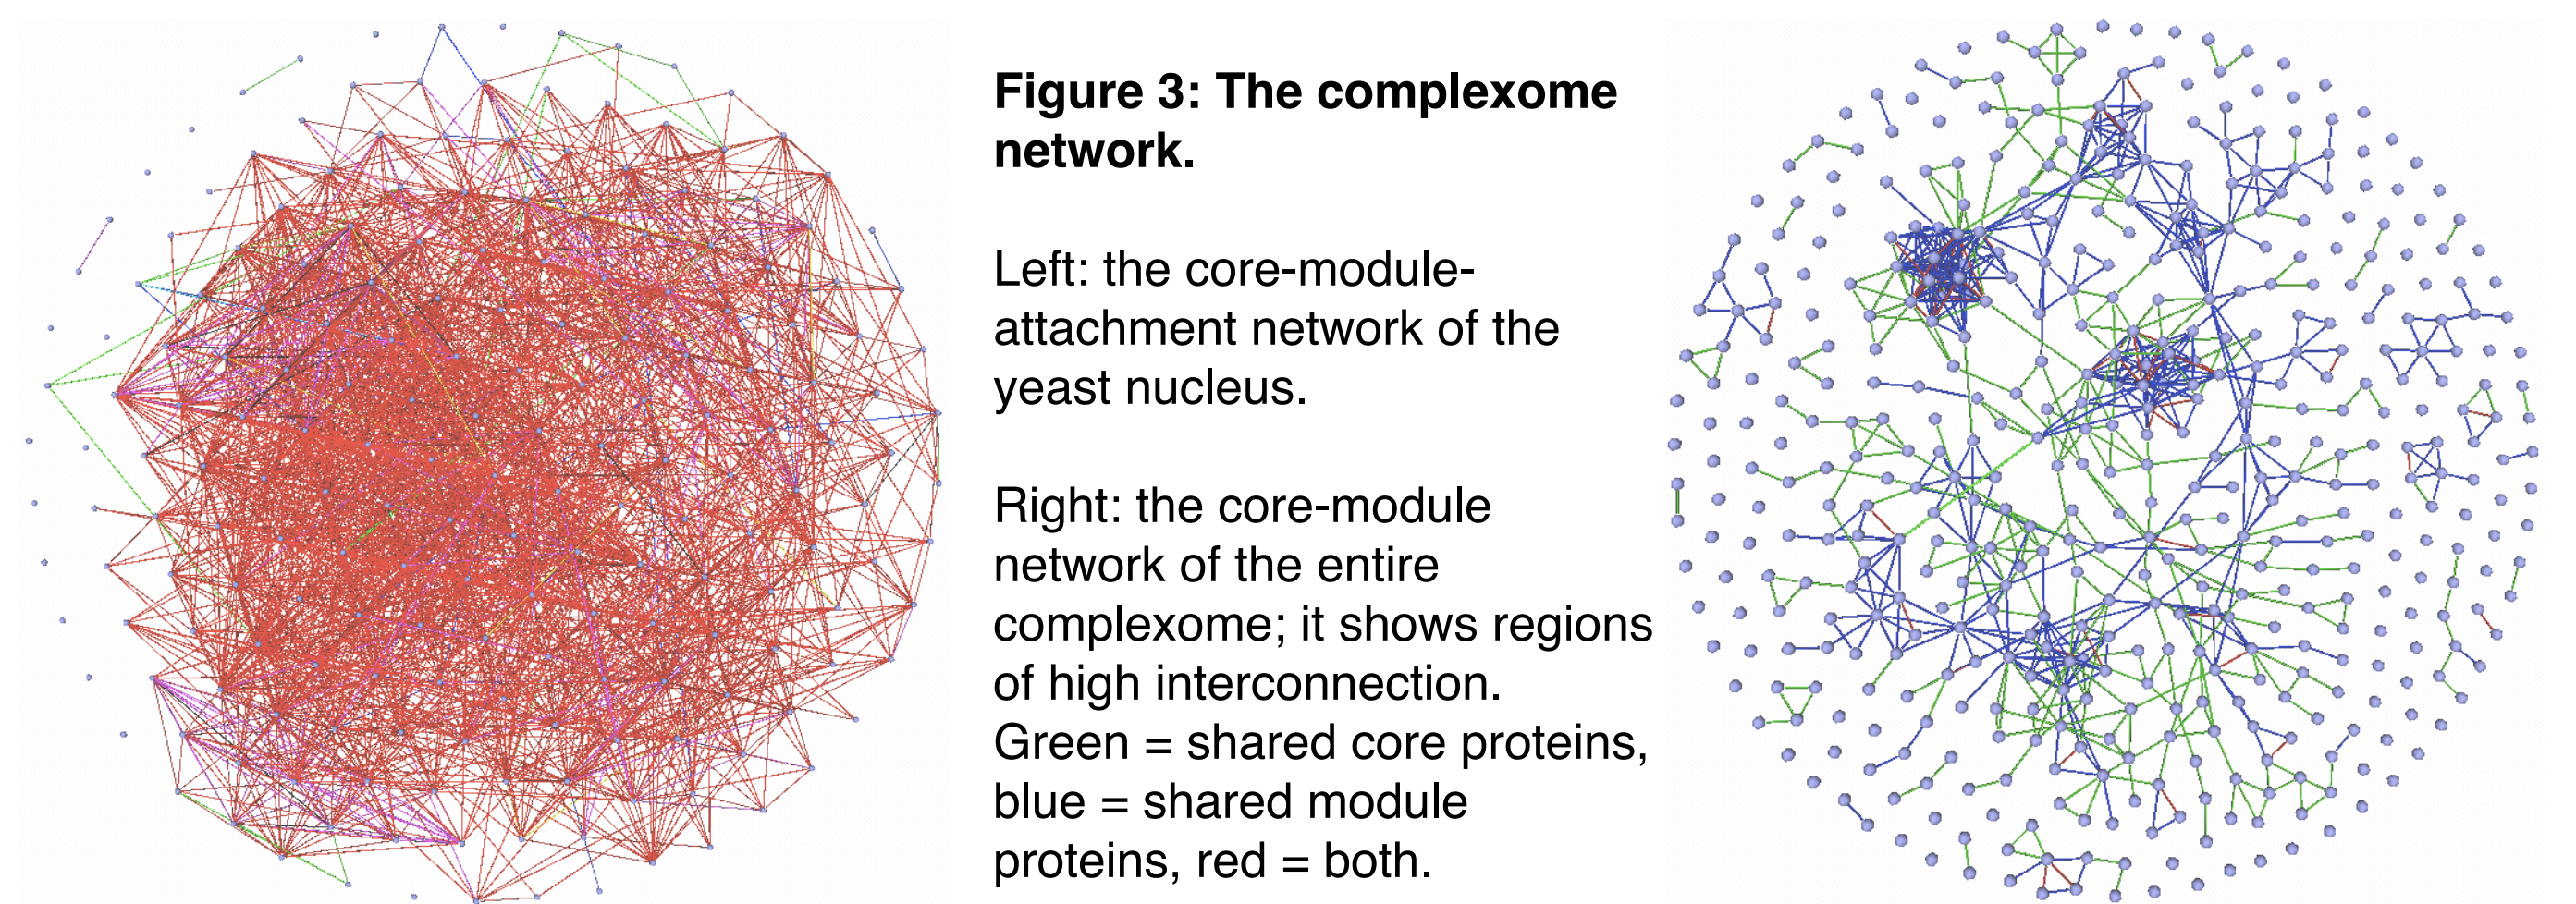 Figure 3: The complexome
network.
Left: the core-module-
attachment network of the
yeast nucleus.
Right: the core-module
network of the entire
complexome; it shows regions
of high interconnection.
Green = shared core proteins,
blue = shared module
proteins, red = both.